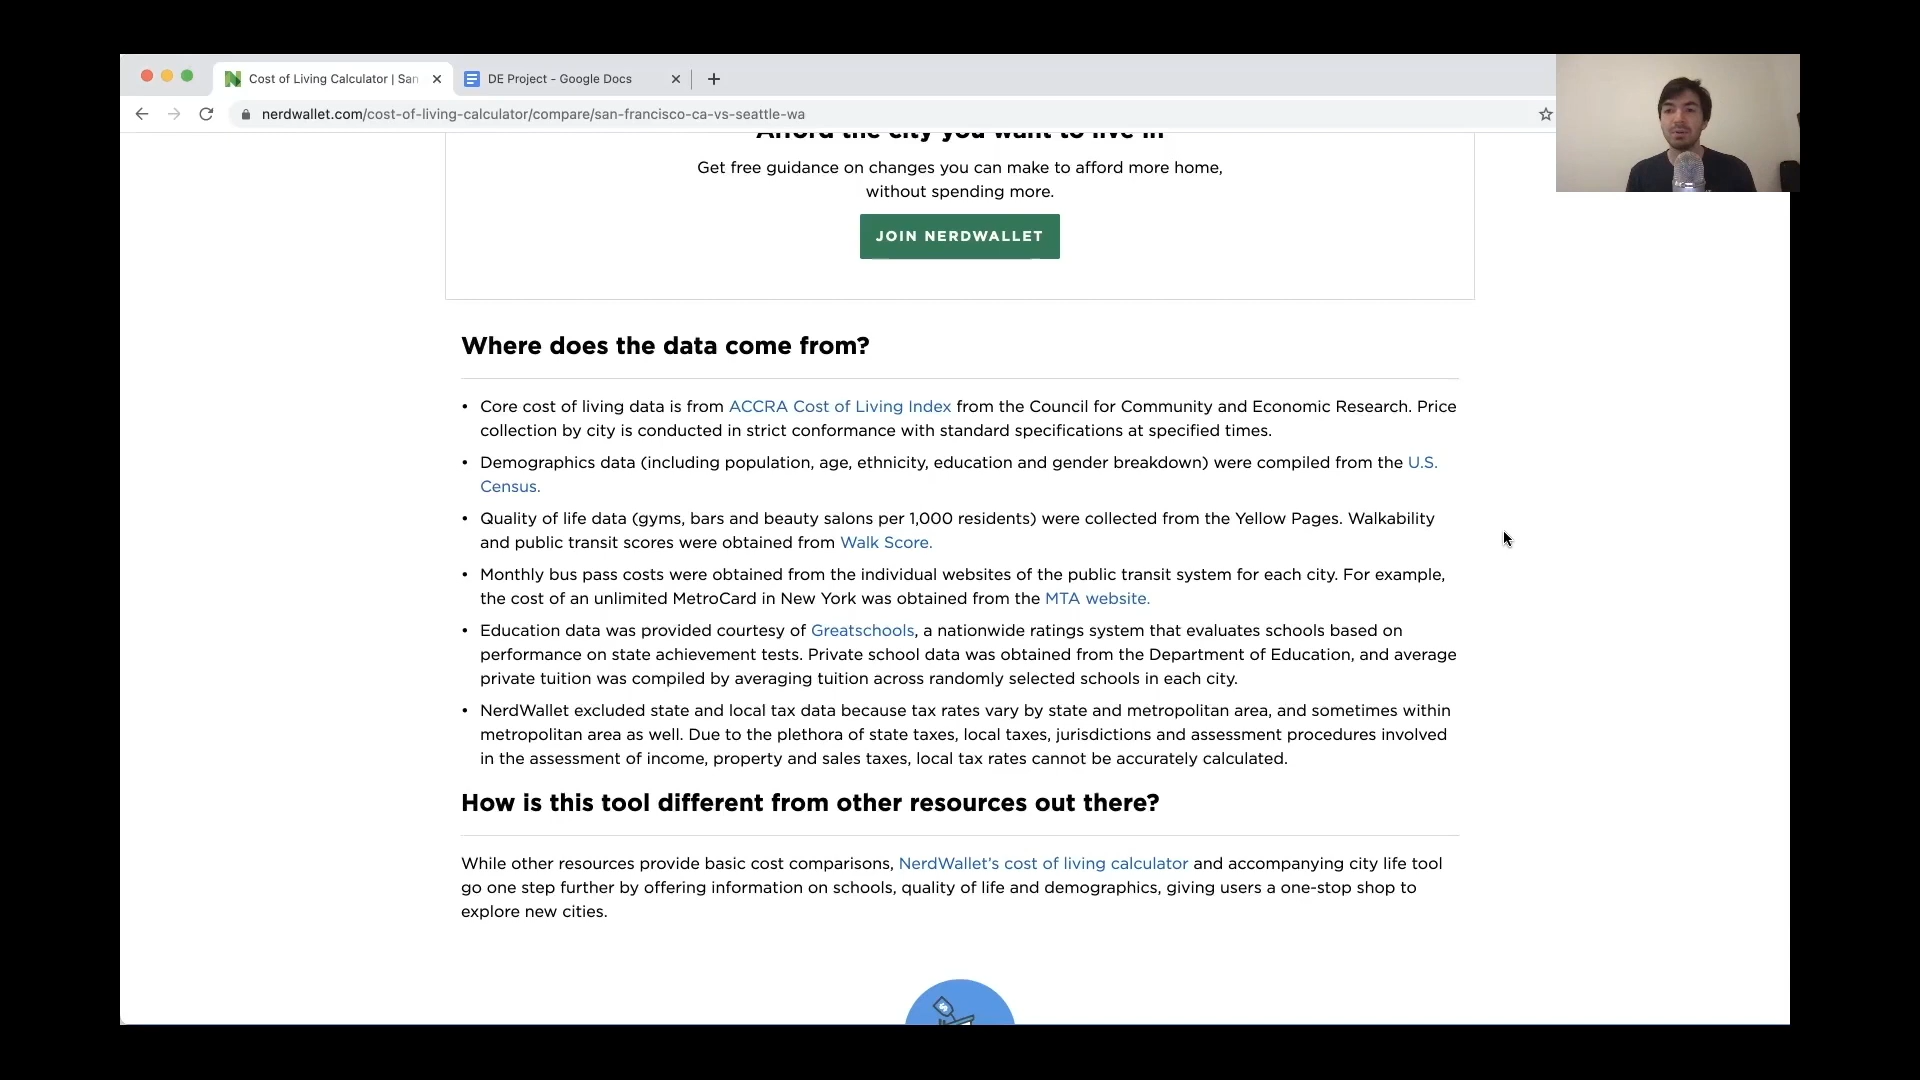 Cost of Living Calculator | San
DE Project - Google Docs
nerdwallet.com/cost-of-living-calculator/compare/san-francisco-ca-vs-seattle-wa
Afford the city you want to live in
Get free guidance on changes you can make to afford more home,
without spending more.
JOIN NERDWALLET
Where does the data come from?
• Core cost of living data is from ACCRA Cost of Living Index from the Council for Community and Economic Research. Price
collection by city is conducted in strict conformance with standard specifications at specified times.
• Demographics data (including population, age, ethnicity, education and gender breakdown) were compiled from the U.S.
Census.
• Quality of life data (gyms, bars and beauty salons per 1,000 residents) were collected from the Yellow Pages. Walkability
and public transit scores were obtained from Walk Score.
• Monthly bus pass costs were obtained from the individual websites of the public transit system for each city. For example,
the cost of an unlimited MetroCard in New York was obtained from the MTA website.
• Education data was provided courtesy of Greatschools, a nationwide ratings system that evaluates schools based on
performance on state achievement tests. Private school data was obtained from the Department of Education, and average
private tuition was compiled by averaging tuition across randomly selected schools in each city.
• NerdWallet excluded state and local tax data because tax rates vary by state and metropolitan area, and sometimes within
metropolitan area as well. Due to the plethora of state taxes, local taxes, jurisdictions and assessment procedures involved
in the assessment of income, property and sales taxes, local tax rates cannot be accurately calculated.
How is this tool different from other resources out there?
While other resources provide basic cost comparisons, NerdWallet's cost of living calculator and accompanying city life tool
go one step further by offering information on schools, quality of life and demographics, giving users a one-stop shop to
explore new cities.
$